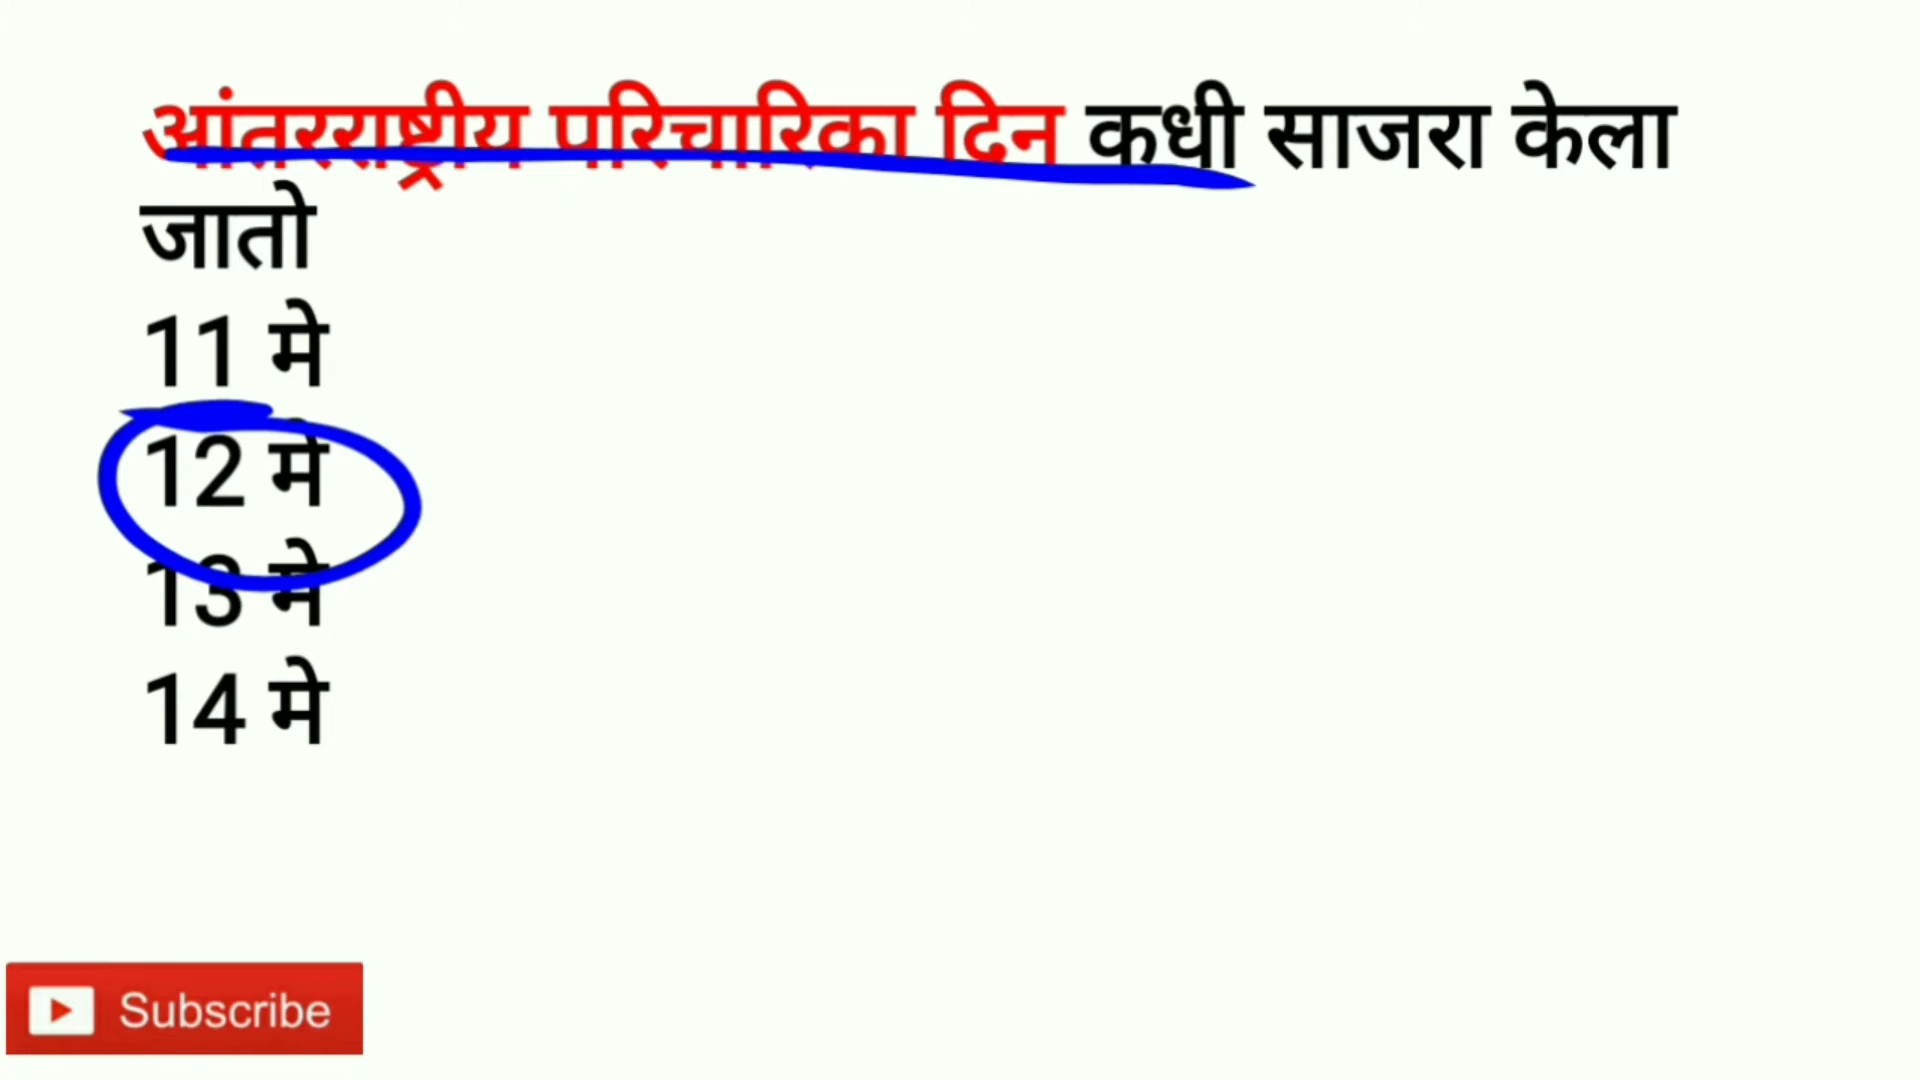 आंतरराष्ट्रीय परिचारिका दिन कधी साजरा केला
जातो
11 मे
12 मे
13 मे
14 मे
Subscribe